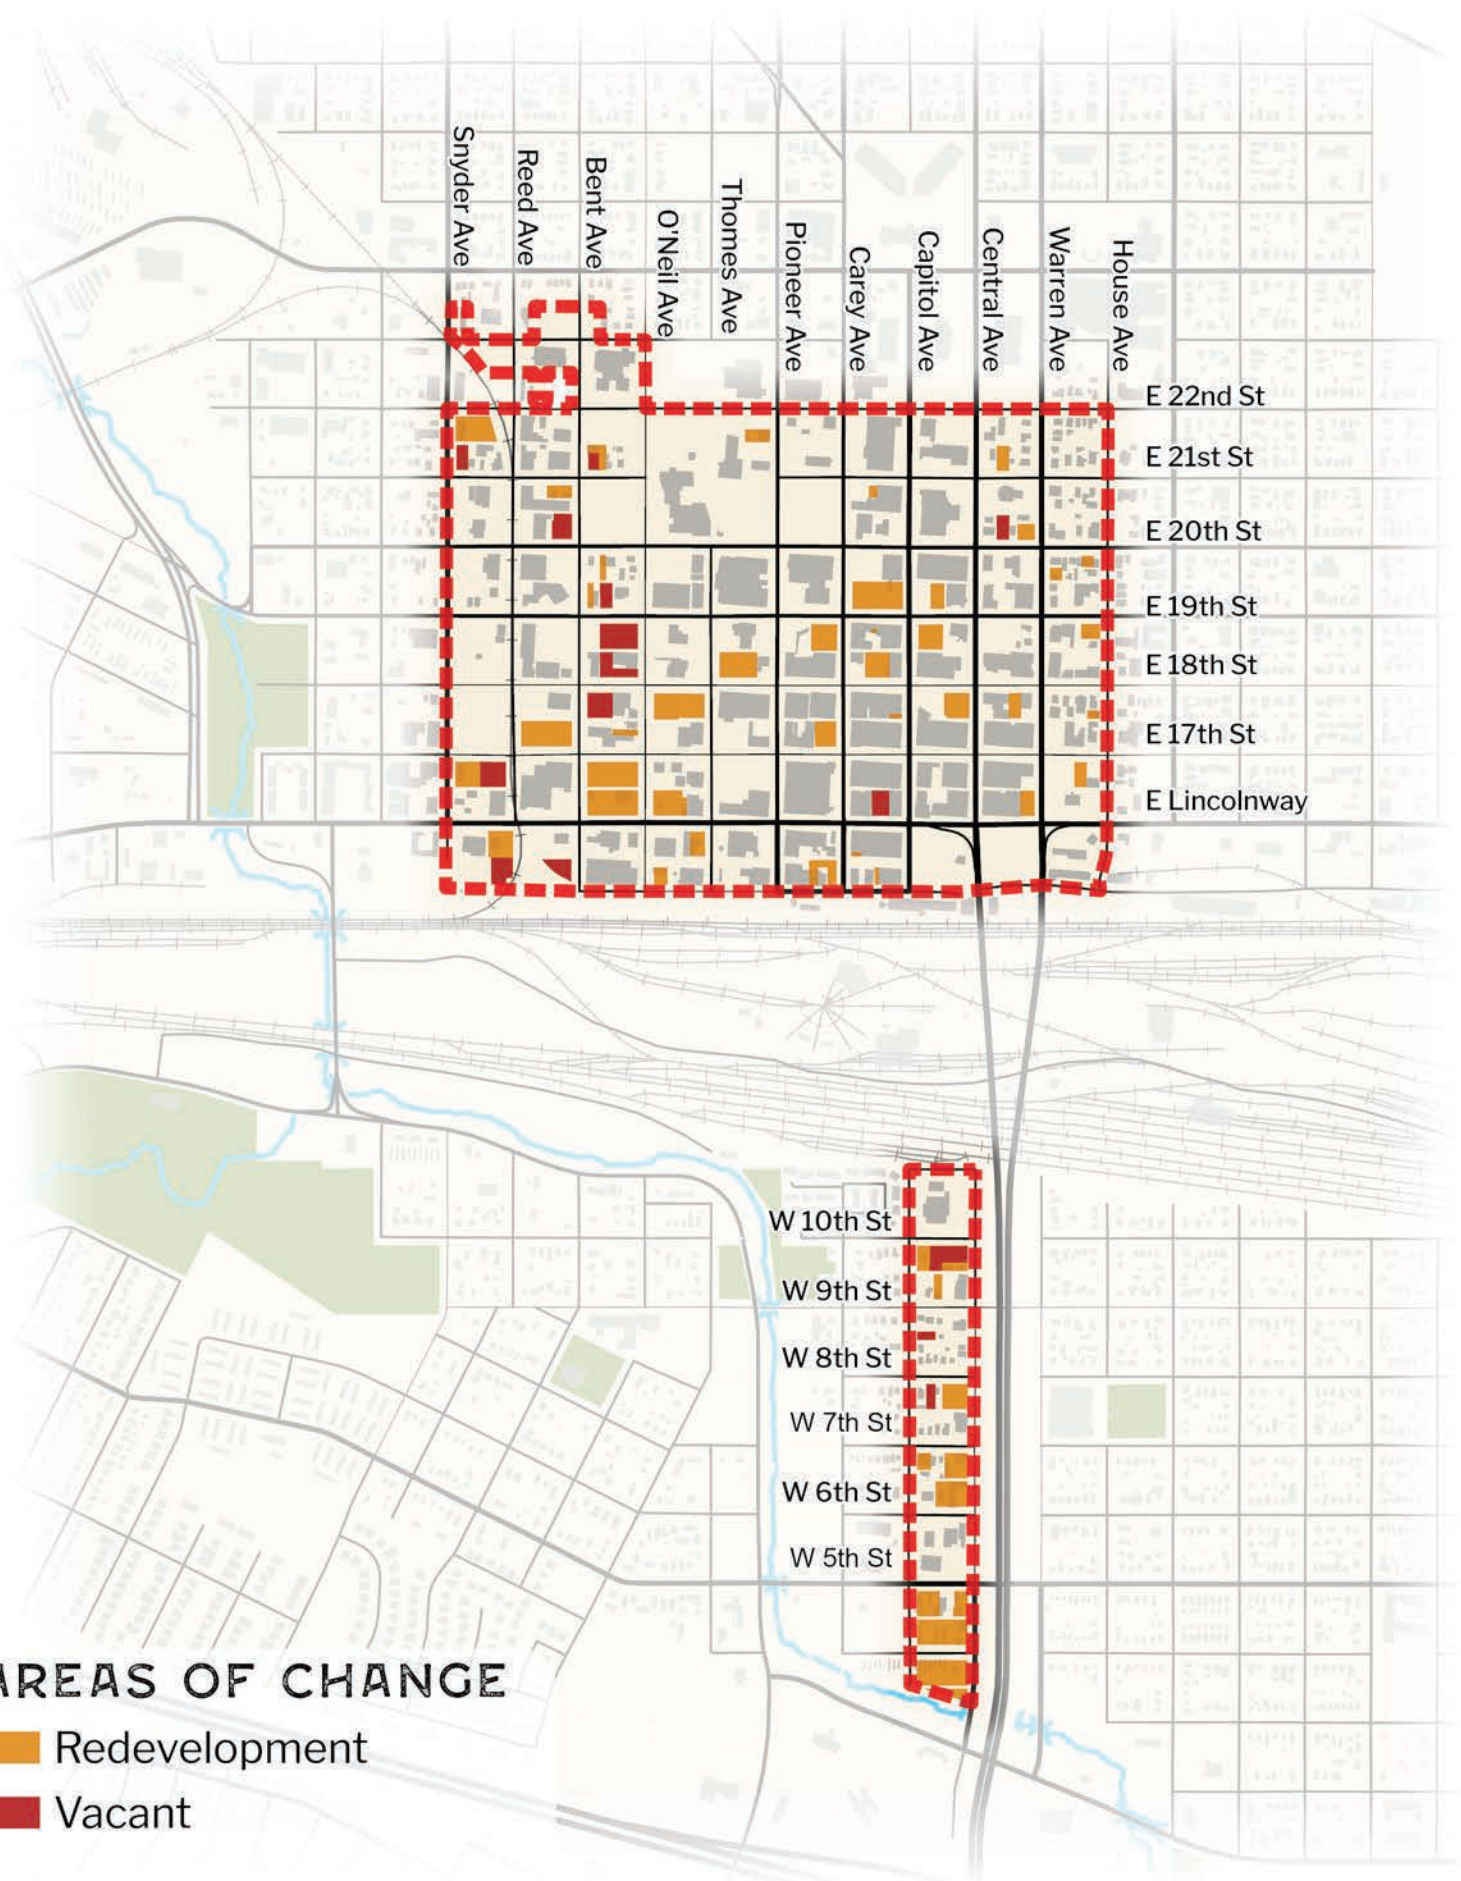 Snyder Ave
Reed Ave
Bent Ave
O'Neil Ave
Thomes Ave
Pioneer Ave
Carey Ave
Capitol Ave
Central Ave
Warren Ave
House Ave
E 22nd St
E 21st St
E 20th St
E 19th St
E 18th St
E 17th St
E Lincolnway
W 10th St
W 9th St
W 8th St
W 7th St
W 6th St
W 5th St
AREAS OF CHANGE
Redevelopment
Vacant